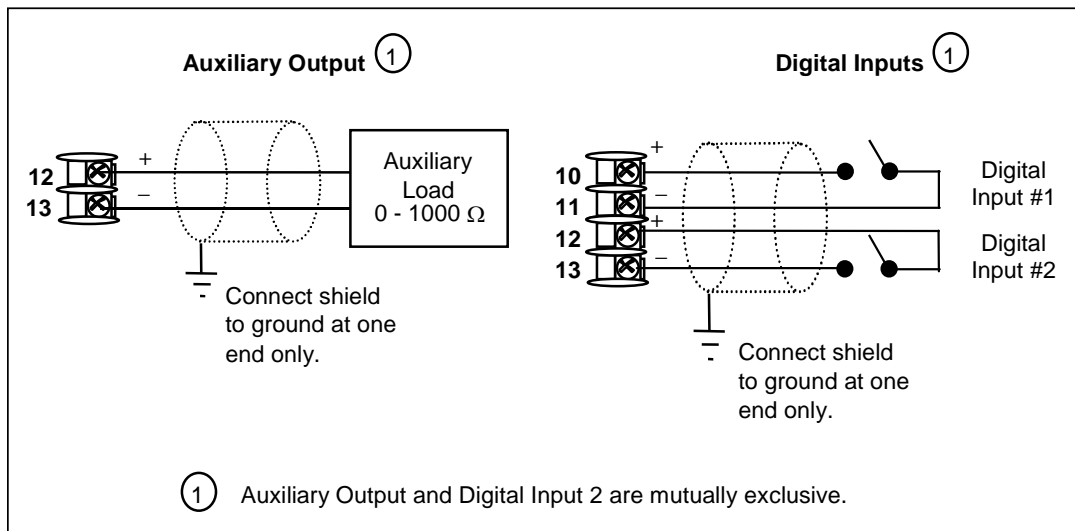 Auxiliary Output 1
12
13
+
–
Auxiliary
Load
0 - 1000 Ω
Connect shield
to ground at one
end only.
Digital Inputs 1
10
11
12
13
+
–
+
–
Digital
Input #1
Digital
Input #2
Connect shield
to ground at one
end only.
1 Auxiliary Output and Digital Input 2 are mutually exclusive.